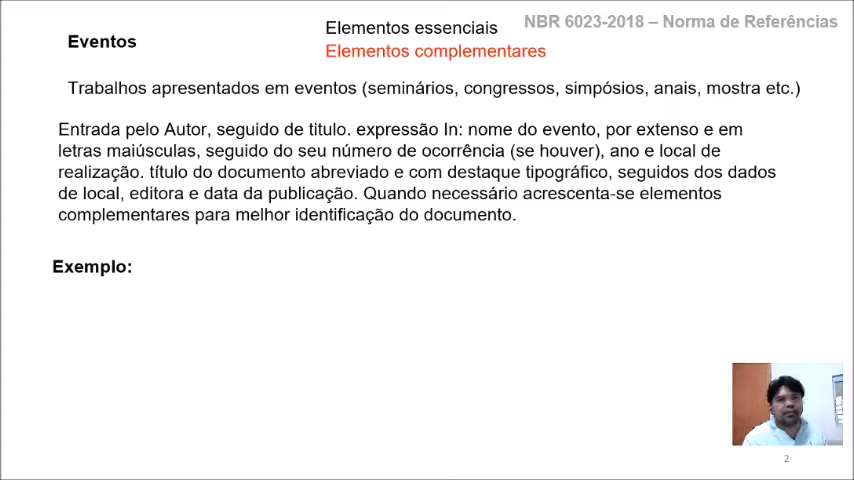 Elementos essenciais
NBR 6023-2018 – Norma de Referências
Eventos
Elementos complementares
Trabalhos apresentados em eventos (seminários, congressos, simpósios, anais, mostra etc.)
Entrada pelo Autor, seguido de titulo. expressão In: nome do evento, por extenso e em
letras maiúsculas, seguido do seu número de ocorrência (se houver), ano e local de
realização. título do documento abreviado e com destaque tipográfico, seguidos dos dados
de local, editora e data da publicação. Quando necessário acrescenta-se elementos
complementares para melhor identificação do documento.
Exemplo:
2